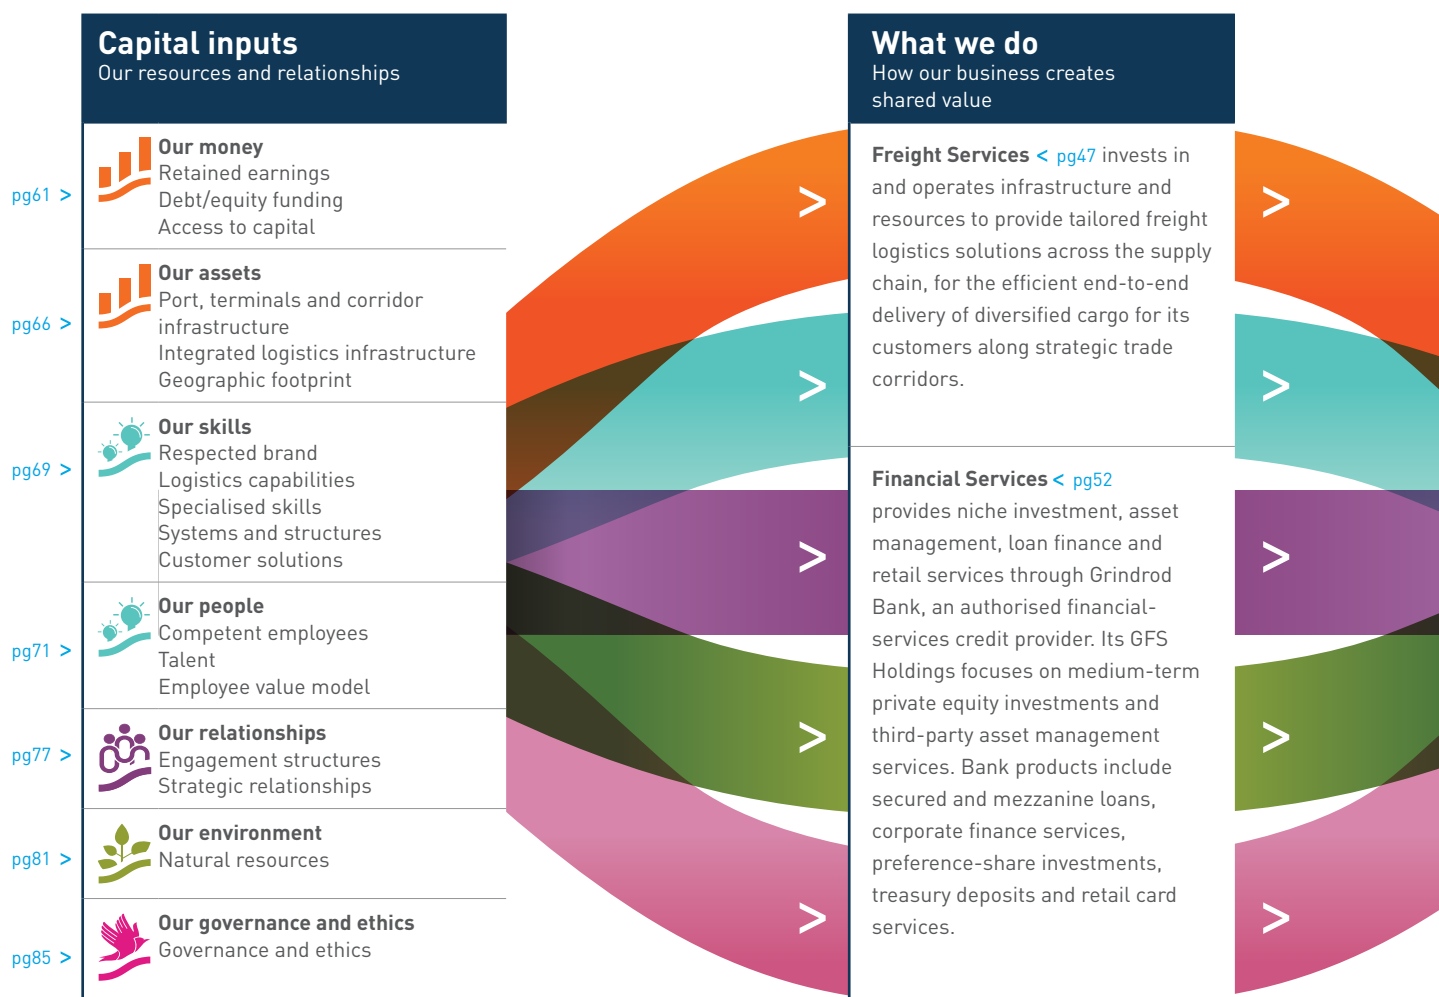 Capital inputs
Our resources and relationships
pg61 >
Our money
Retained earnings
Debt/equity funding
Access to capital
pg66 >
Our assets
Port, terminals and corridor
infrastructure
Integrated logistics infrastructure
Geographic footprint
pg69 >
Our skills
Respected brand
Logistics capabilities
Specialised skills
Systems and structures
Customer solutions
pg71 >
Our people
Competent employees
Talent
Employee value model
pg77 >
Our relationships
Engagement structures
Strategic relationships
pg81 >
Our environment
Natural resources
pg85 >
Our governance and ethics
Governance and ethics
>
>
>
>
>
What we do
How our business creates
shared value
Freight Services < pg47 invests in
and operates infrastructure and
resources to provide tailored freight
logistics solutions across the supply
chain, for the efficient end-to-end
delivery of diversified cargo for its
customers along strategic trade
corridors.
Financial Services < pg52
provides niche investment, asset
management, loan finance and
retail services through Grindrod
Bank, an authorised financial-
services credit provider. Its GFS
Holdings focuses on medium-term
private equity investments and
third-party asset management
services. Bank products include
secured and mezzanine loans,
corporate finance services,
preference-share investments,
treasury deposits and retail card
services.
>
>
>
>
>